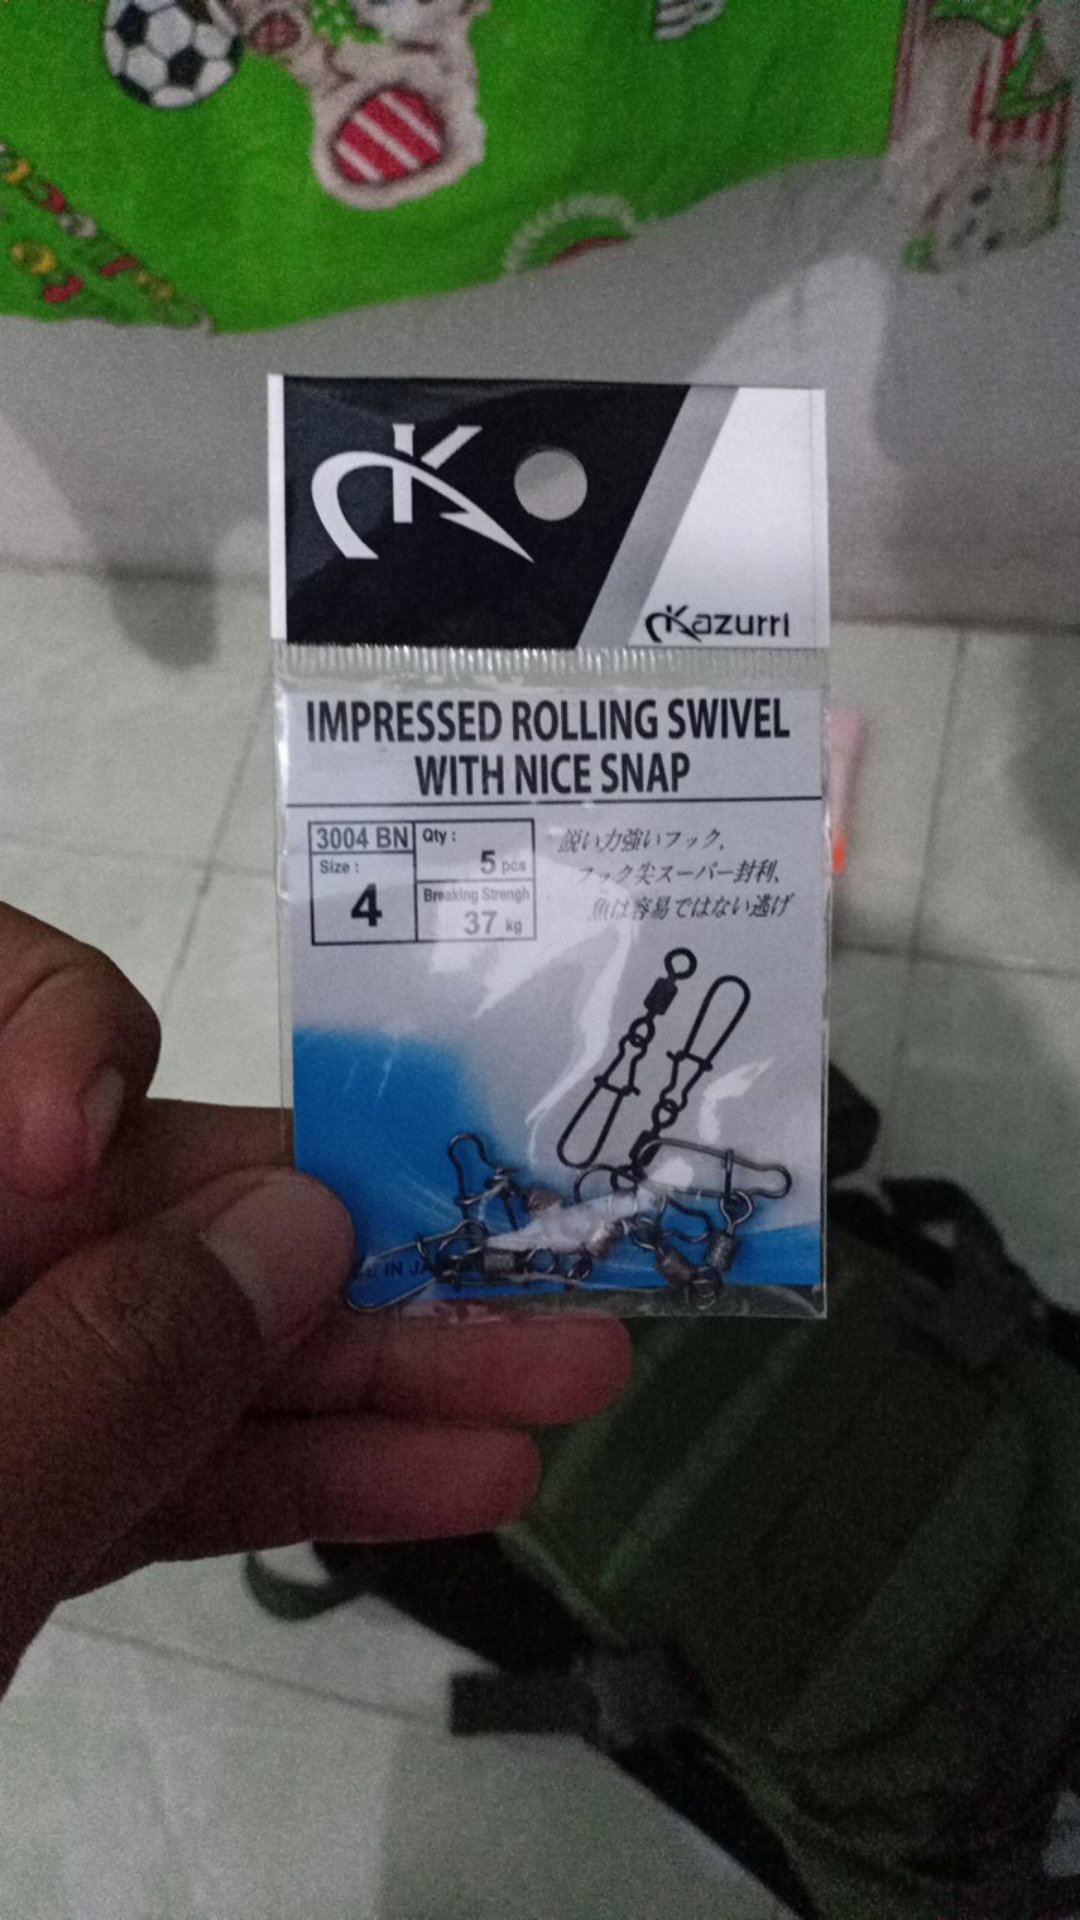 K
Kazurri
IMPRESSED ROLLING SWIVEL
WITH NICE SNAP
3004 BN
Qty :
5 pcs
Size :
4
Breaking Strengh
37 kg
鋭い力強いフック,
フック尖スーパー封利、
魚は容易ではない逃げ
IN